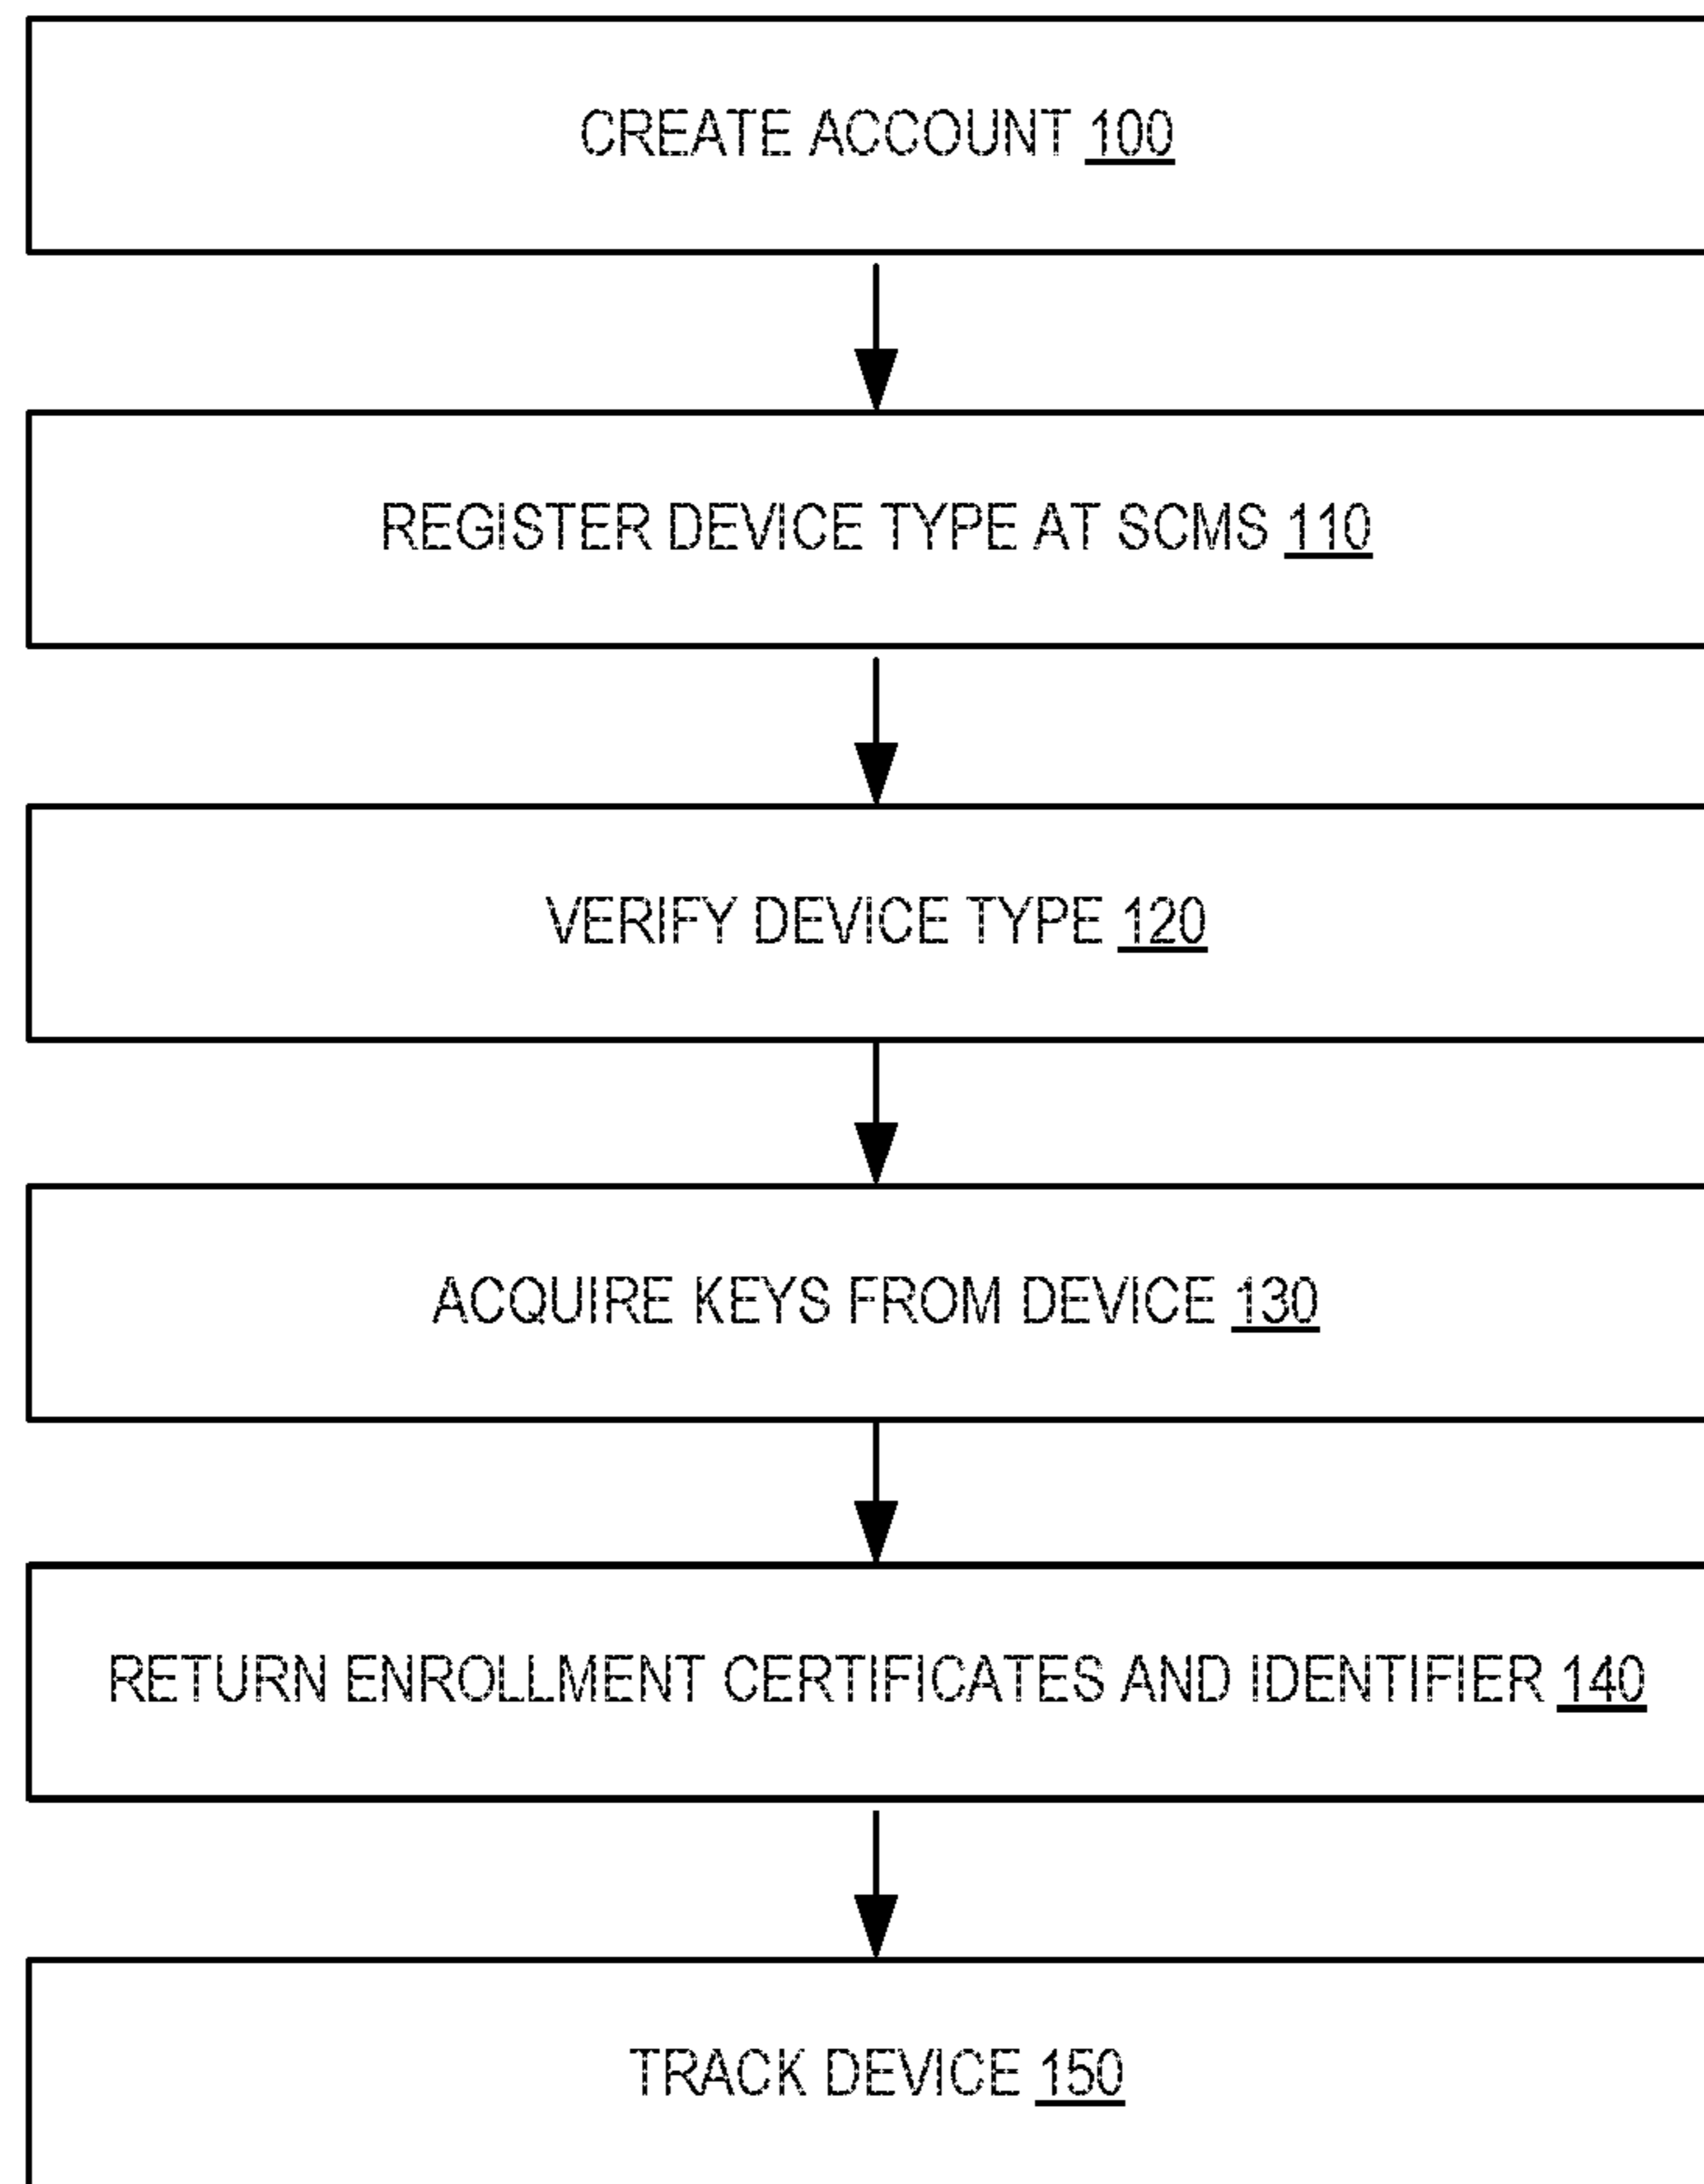 CREATE ACCOUNT 100
REGISTER DEVICE TYPE AT SCMS 110
VERIFY DEVICE TYPE 120
ACQUIRE KEYS FROM DEVICE 130
RETURN ENROLLMENT CERTIFICATES AND IDENTIFIER 140
TRACK DEVICE 150